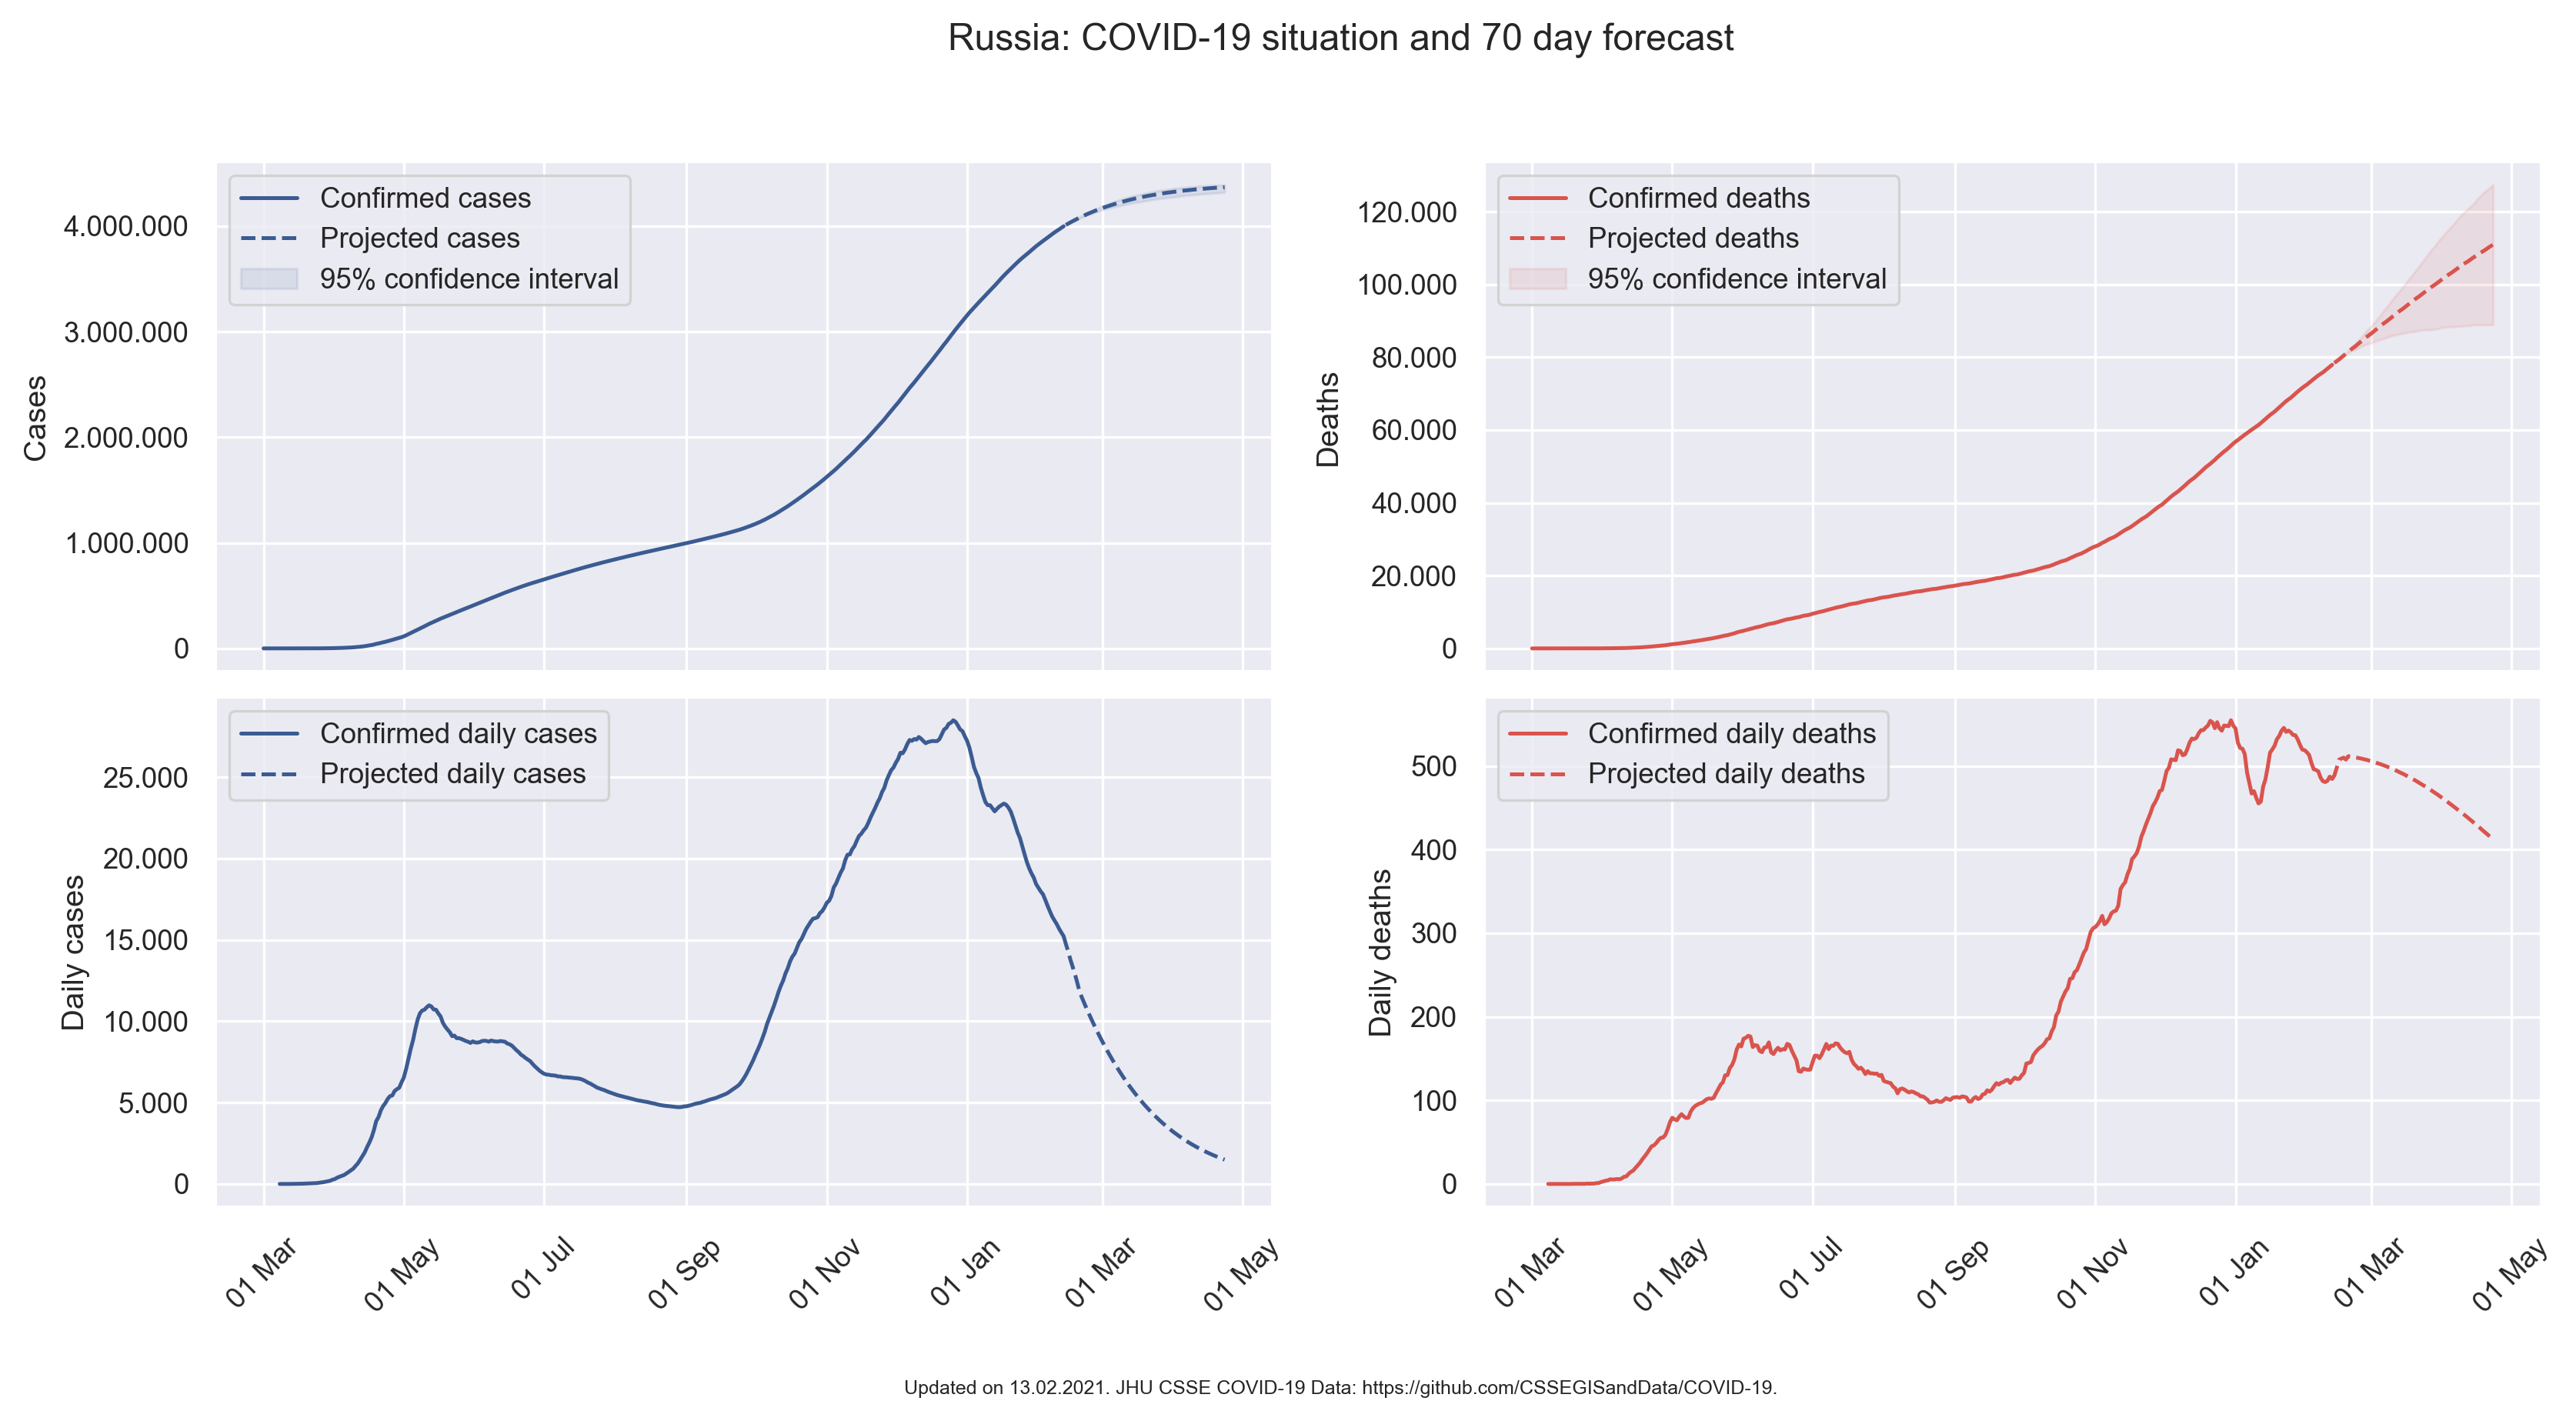 Russia: COVID-19 situation and 70 day forecast
Confirmed cases
Projected cases
95% confidence interval
Cases
4.000.000
3.000.000
2.000.000
1.000.000
0
Confirmed deaths
Projected deaths
95% confidence interval
Deaths
120.000
100.000
80.000
60.000
40.000
20.000
0
Confirmed daily cases
Projected daily cases
Daily cases
25.000
20.000
15.000
10.000
5.000
0
01 Mar
01 May
01 Jul
01 Sep
01 Nov
01 Jan
01 Mar
01 May
Confirmed daily deaths
Projected daily deaths
Daily deaths
500
400
300
200
100
0
01 Mar
01 May
01 Jul
01 Sep
01 Nov
01 Jan
01 Mar
01 May
Updated on 13.02.2021. JHU CSSE COVID-19 Data: https://github.com/CSSEGISandData/COVID-19.